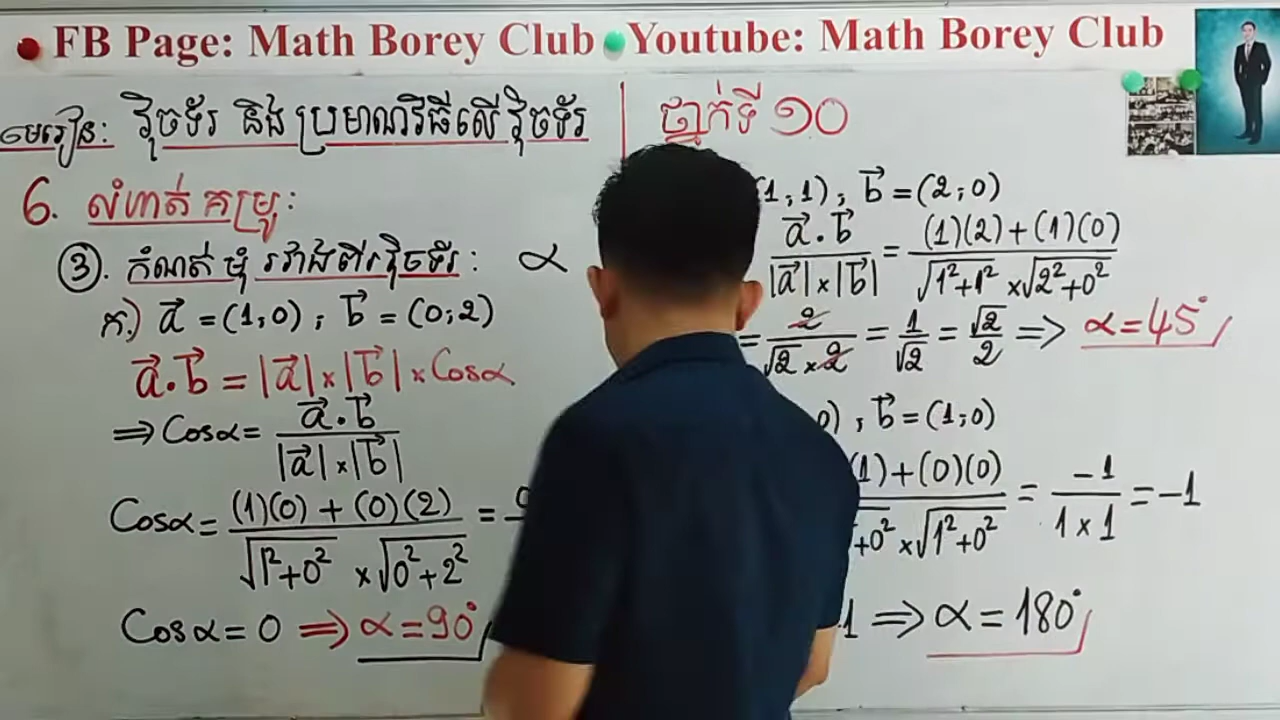 FB Page: Math Borey Club Youtube: Math Borey Club
មេរៀន: វ៉ិចទ័រ និង ប្រមាណវិធីលើ វ៉ិចទ័រ
ថ្នាក់ទី ១០
6. លំហាត់ គម្រូ:
③. កំណត់ មុំ រវាងពីរវ៉ិចទ័រ: α
ក.) a⃗ = (1;0) ; b⃗ = (0;2)
a⃗.b⃗ = |a⃗| × |b⃗| × Cosα
⇒ Cosα = a⃗.b⃗ / |a⃗| × |b⃗|
Cosα = (1)(0) + (0)(2) / √1²+0² × √0²+2² =
Cosα = 0 ⇒ α = 90°
1;1) ; b⃗ = (2;0)
a⃗.b⃗ / |a⃗| × |b⃗| = (1)(2) + (1)(0) / √1²+1² × √2²+0²
= 2 / √2 × 2 = 1/√2 = √2/2 ⇒ α = 45°
0) ; b⃗ = (1;0)
(1) + (0)(0) / +0² × √1²+0² = -1 / 1 × 1 = -1
1 ⇒ α = 180°